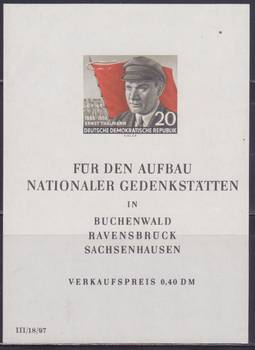 1886-1956
ERNST THÄLMANN
20
DEUTSCHE DEMOKRATISCHE REPUBLIK
FÜR DEN AUFBAU
NATIONALER GEDENKSTÄTTEN
IN
BUCHENWALD
RAVENSBRÜCK
SACHSENHAUSEN
VERKAUFSPREIS 0,40 DM
III/18/97